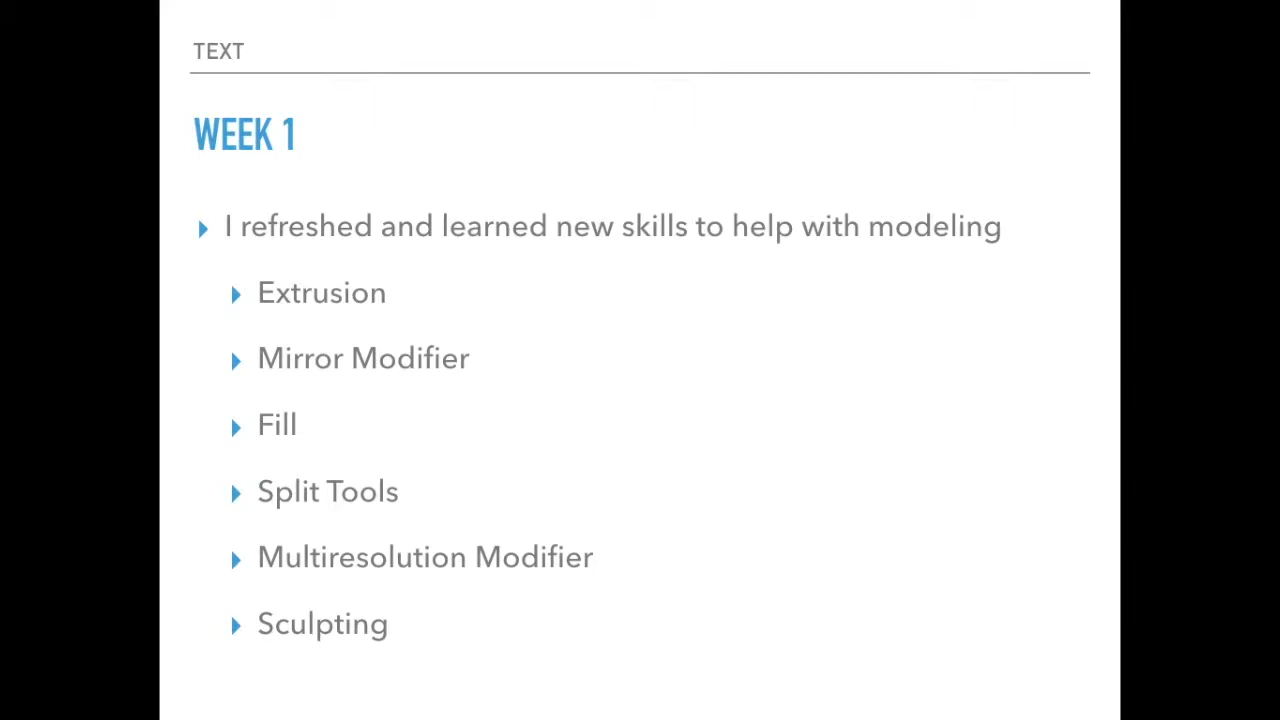 TEXT
WEEK 1
I refreshed and learned new skills to help with modeling
Extrusion
Mirror Modifier
Fill
Split Tools
Multiresolution Modifier
Sculpting